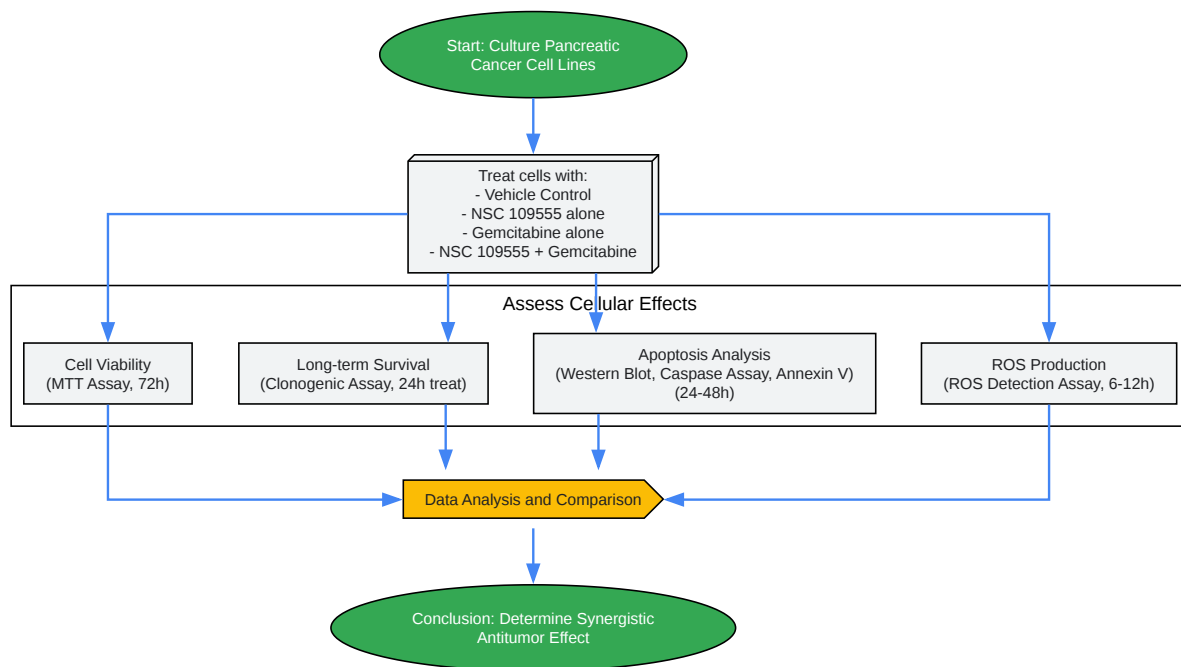 Start: Culture Pancreatic
Cancer Cell Lines
Treat cells with:
- Vehicle Control
- NSC 109555 alone
- Gemcitabine alone
- NSC 109555 + Gemcitabine
Assess Cellular Effects
Cell Viability
(MTT Assay, 72h)
Long-term Survival
(Clonogenic Assay, 24h treat)
Apoptosis Analysis
(Western Blot, Caspase Assay, Annexin V)
(24-48h)
ROS Production
(ROS Detection Assay, 6-12h)
Data Analysis and Comparison
Conclusion: Determine Synergistic
Antitumor Effect